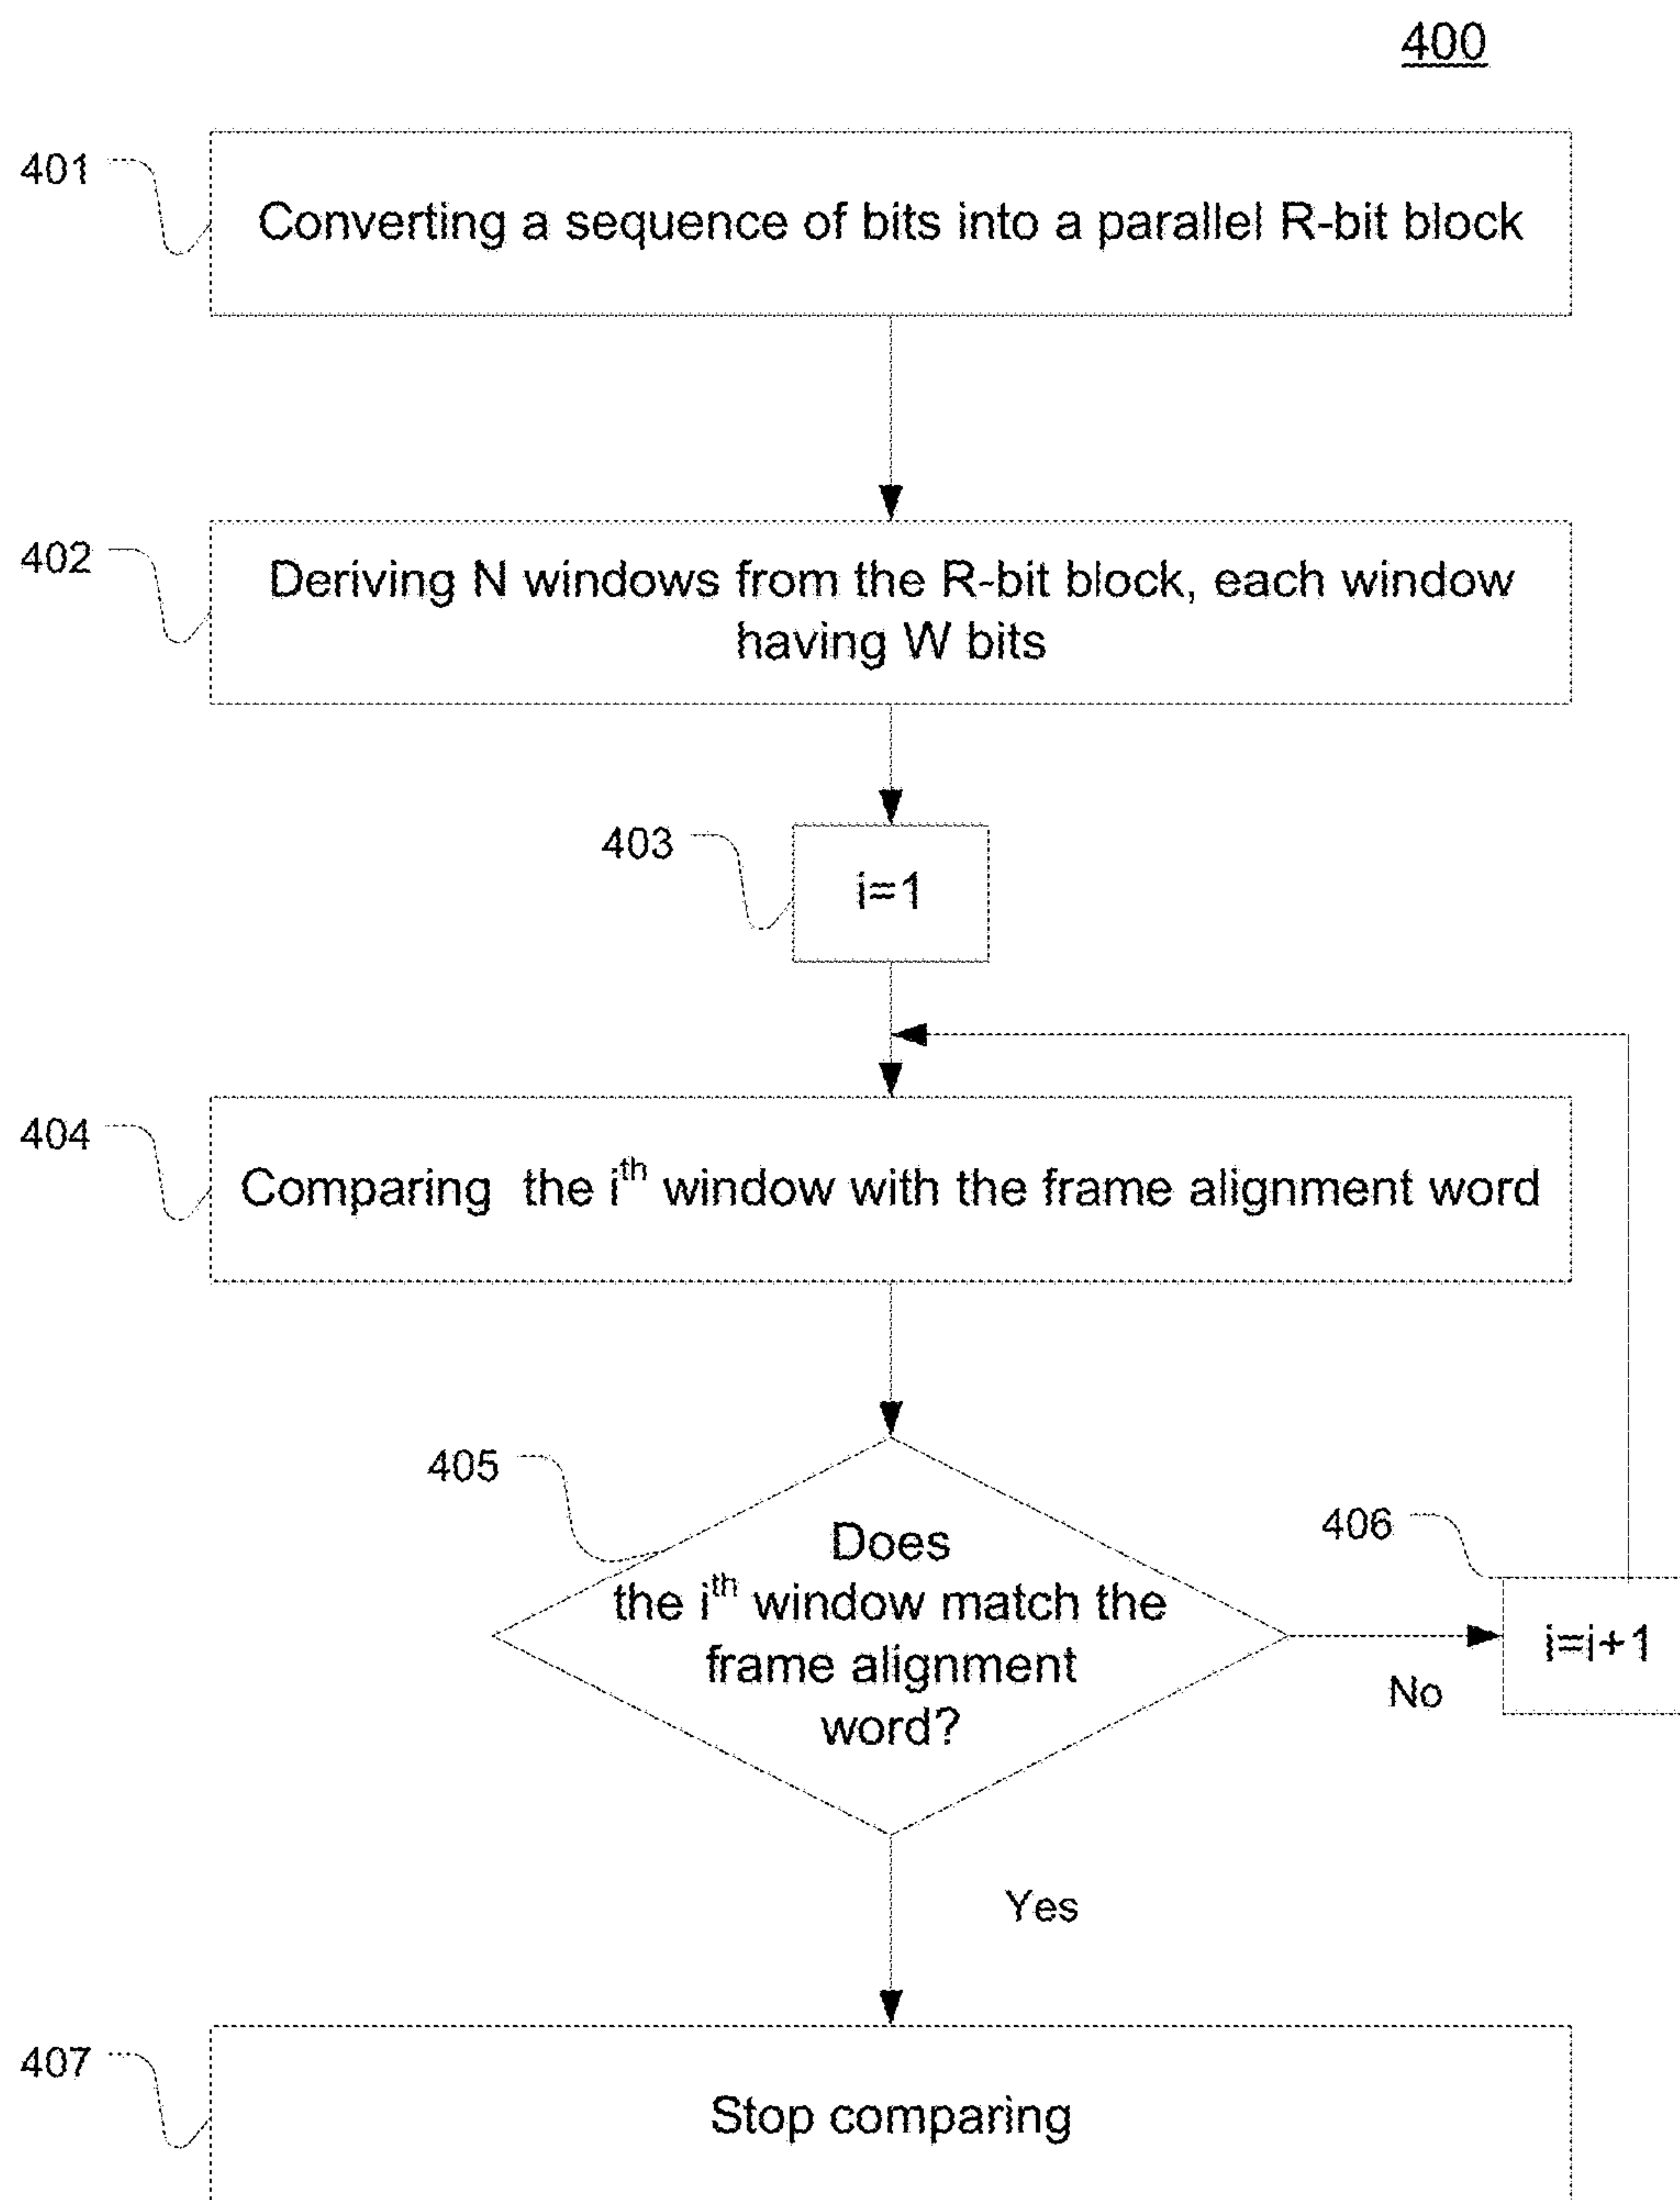 400
401
Converting a sequence of bits into a parallel R-bit block
402
Deriving N windows from the R-bit block, each window
having W bits
403
i=1
404
Comparing the ith window with the frame alignment word
405
Does
the ith window match the
frame alignment
word?
406
i=i+1
No
Yes
407
Stop comparing